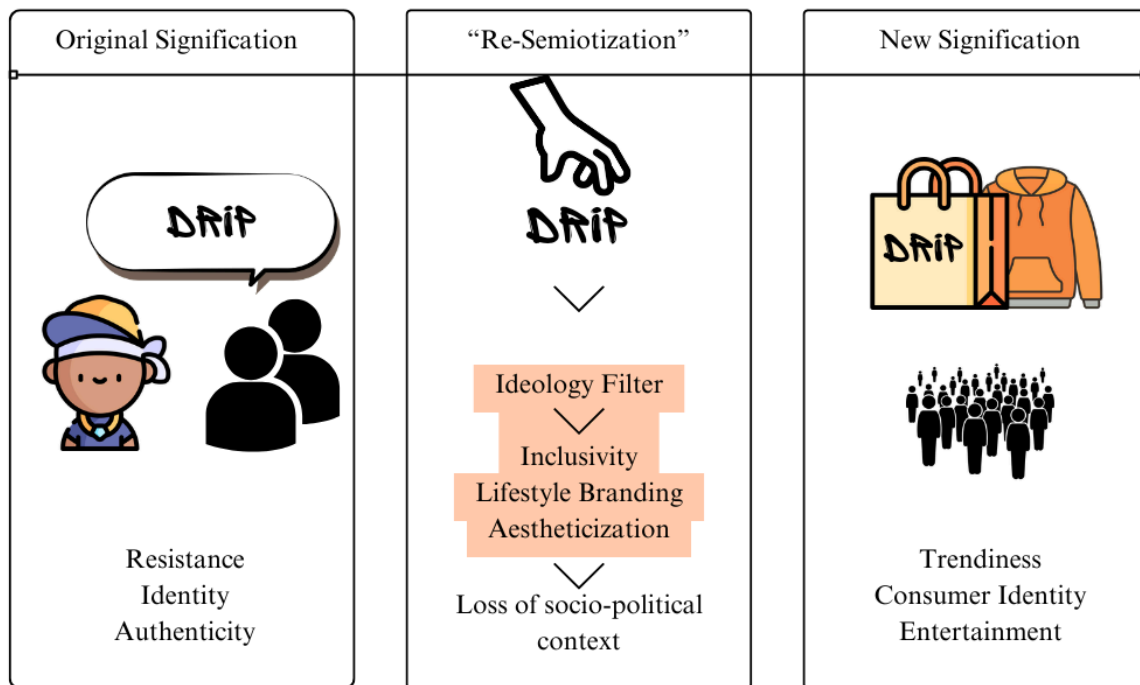 Original Signification
DRiP
Resistance
Identity
Authenticity
“Re-Semiotization”
DRiP
Ideology Filter
Inclusivity
Lifestyle Branding
Aestheticization
Loss of socio-political
context
New Signification
DRiP
Trendiness
Consumer Identity
Entertainment